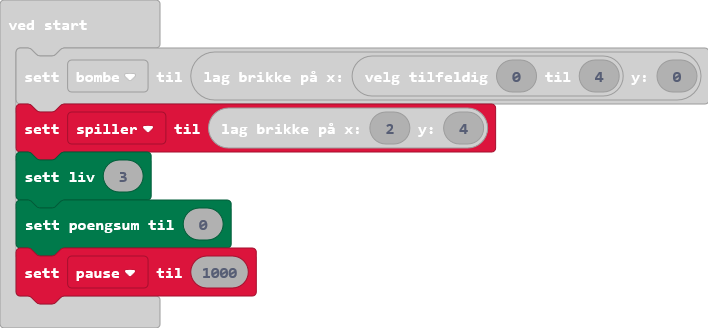 ved start
sett bombe til lag brikke på x: velg tilfeldig 0 til 4 y: 0
sett spiller til lag brikke på x: 2 y: 4
sett liv 3
sett poengsum til 0
sett pause til 1000